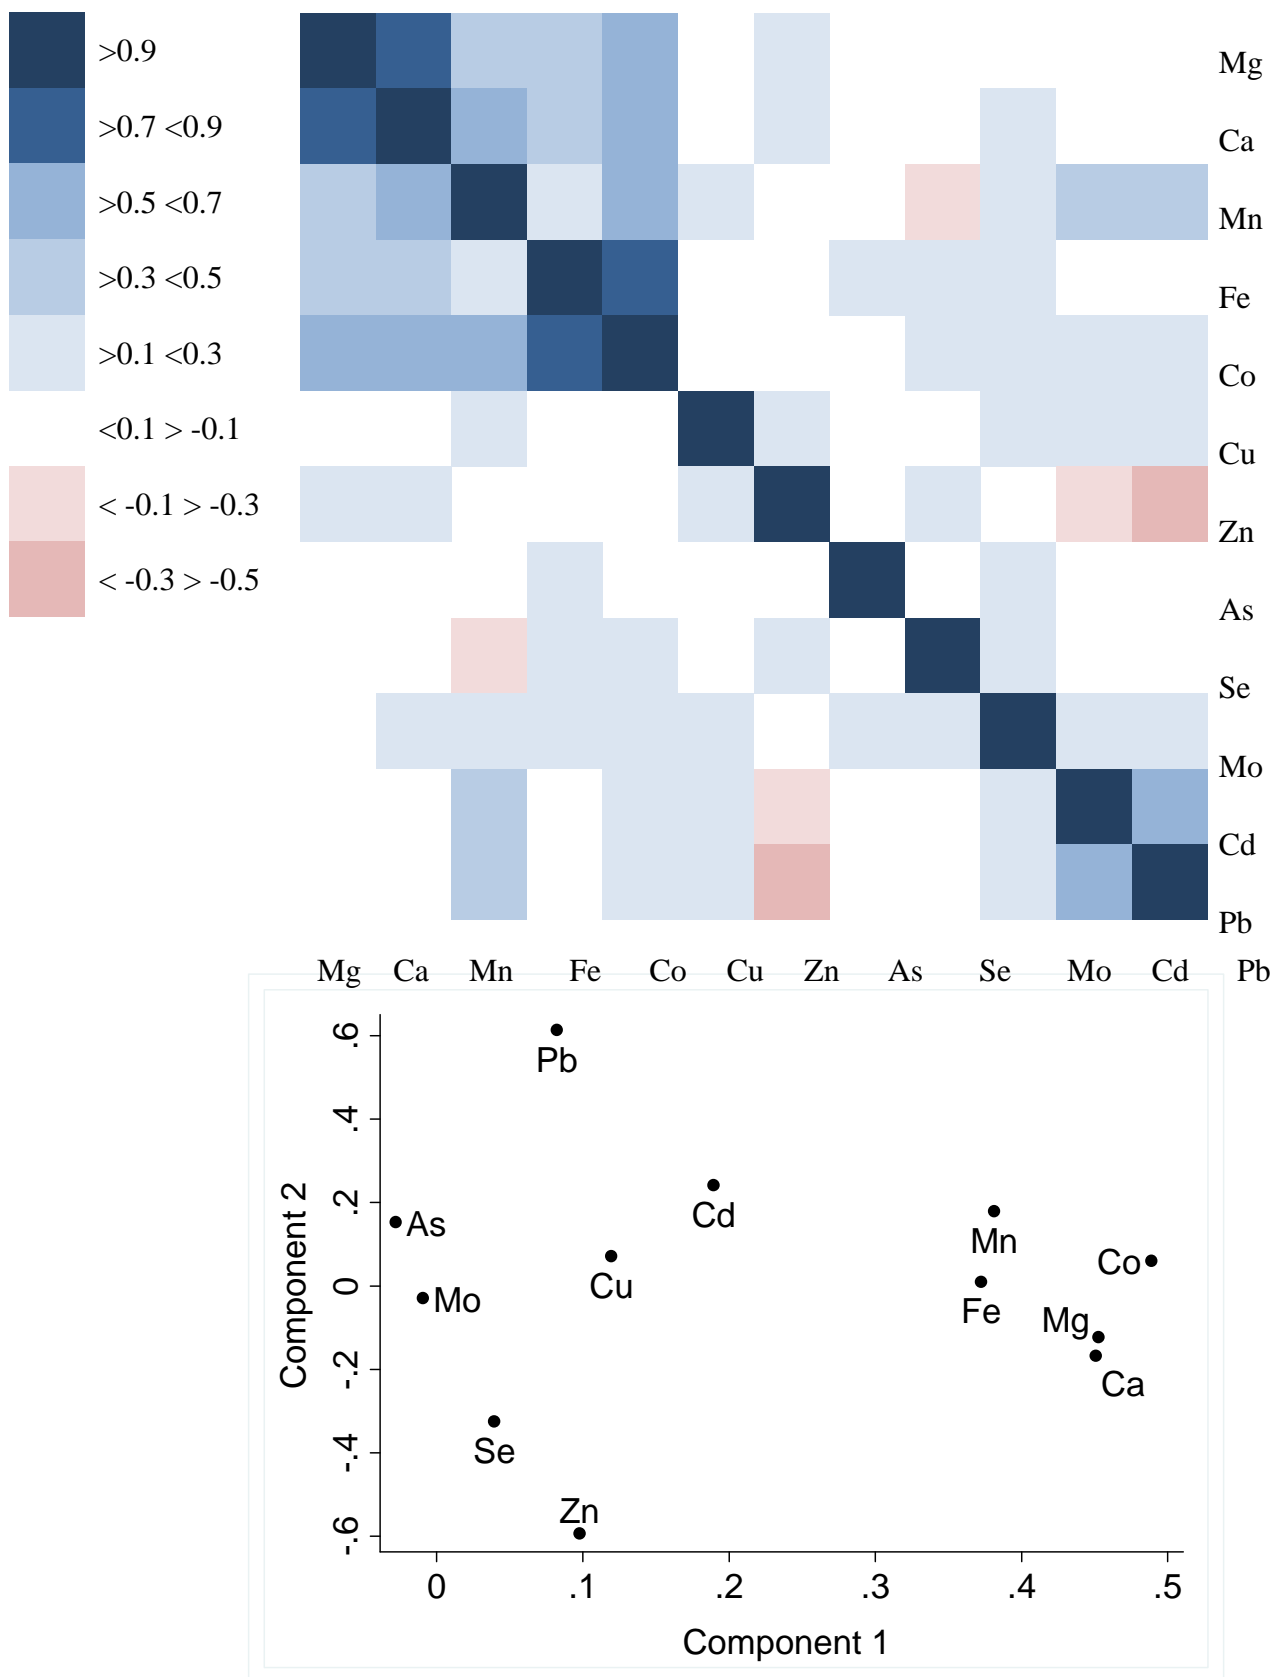 >0.9
>0.7 <0.9
>0.5 <0.7
>0.3 <0.5
>0.1 <0.3
<0.1 > -0.1
< -0.1 > -0.3
< -0.3 > -0.5
Mg
Ca
Mn
Fe
Co
Cu
Zn
As
Se
Mo
Cd
Pb
Mg Ca Mn Fe Co Cu Zn As Se Mo Cd Pb
Component 2
.6
.4
.2
0
-.2
-.4
-.6
Pb
Cd
As
Mn
Cu
Co
Mo
Fe
Mg
Ca
Se
Zn
0 .1 .2 .3 .4 .5
Component 1